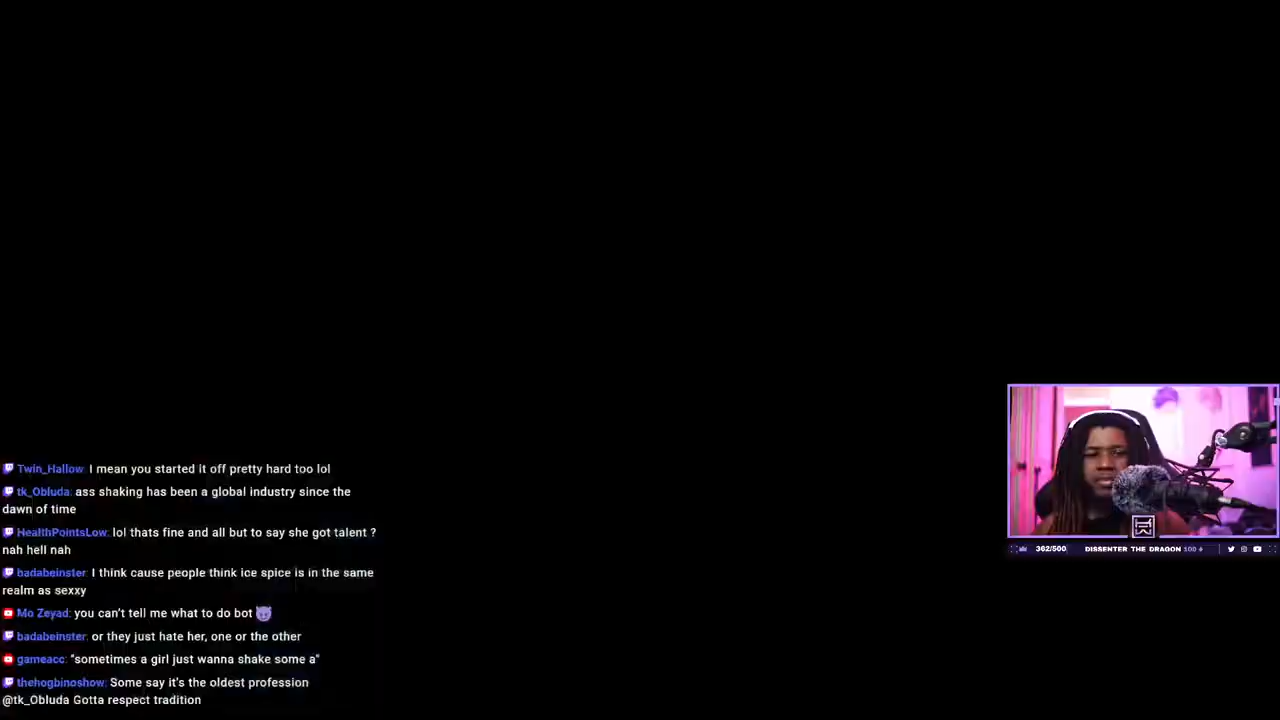 Twin_Hallow: I mean you started it off pretty hard too lol
tk_Obluda: ass shaking has been a global industry since the
dawn of time
HealthPointsLow: lol thats fine and all but to say she got talent ?
nah hell nah
badabeinster: I think cause people think ice spice is in the same
realm as sexxy
Mo Zeyad: you can't tell me what to do bot 😈
badabeinster: or they just hate her, one or the other
gameacc: "sometimes a girl just wanna shake some a"
thehogbinoshow: Some say it's the oldest profession
@tk_Obluda Gotta respect tradition
362/500 DISSENTER THE DRAGON 100